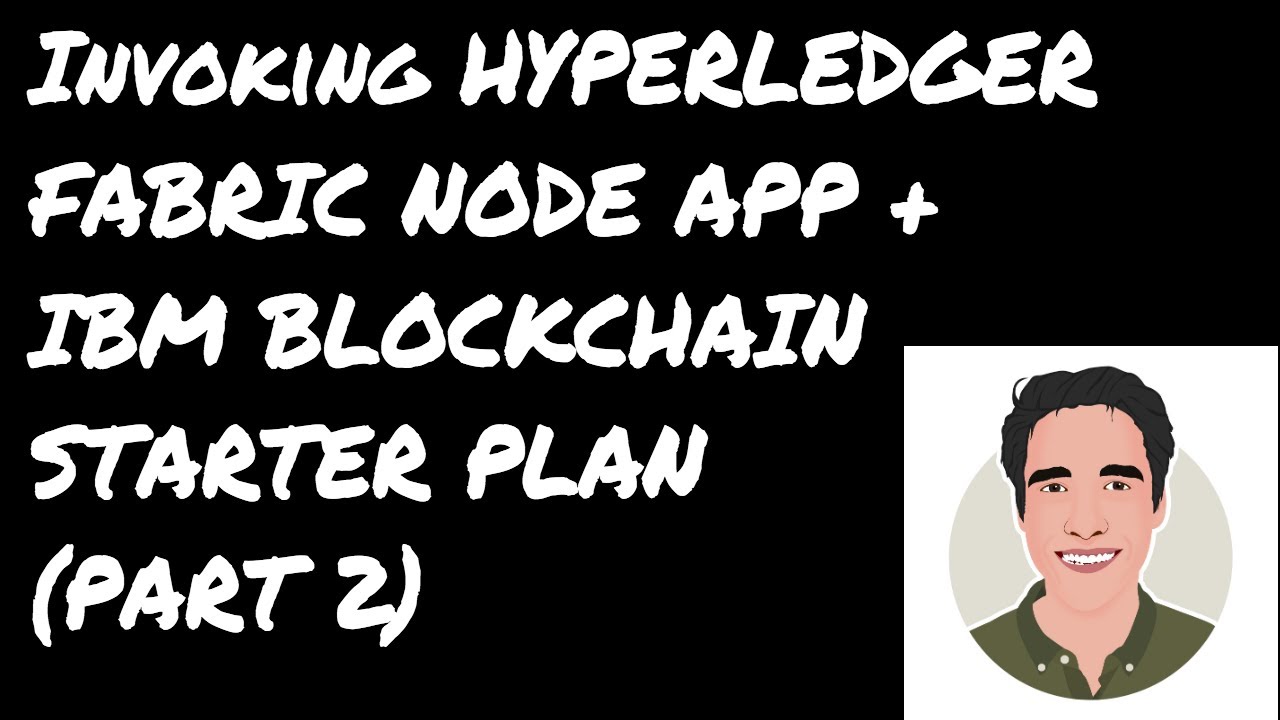 Invoking HYPERLEDGER
FABRIC NODE APP +
IBM BLOCKCHAIN
STARTER PLAN
(PART 2)